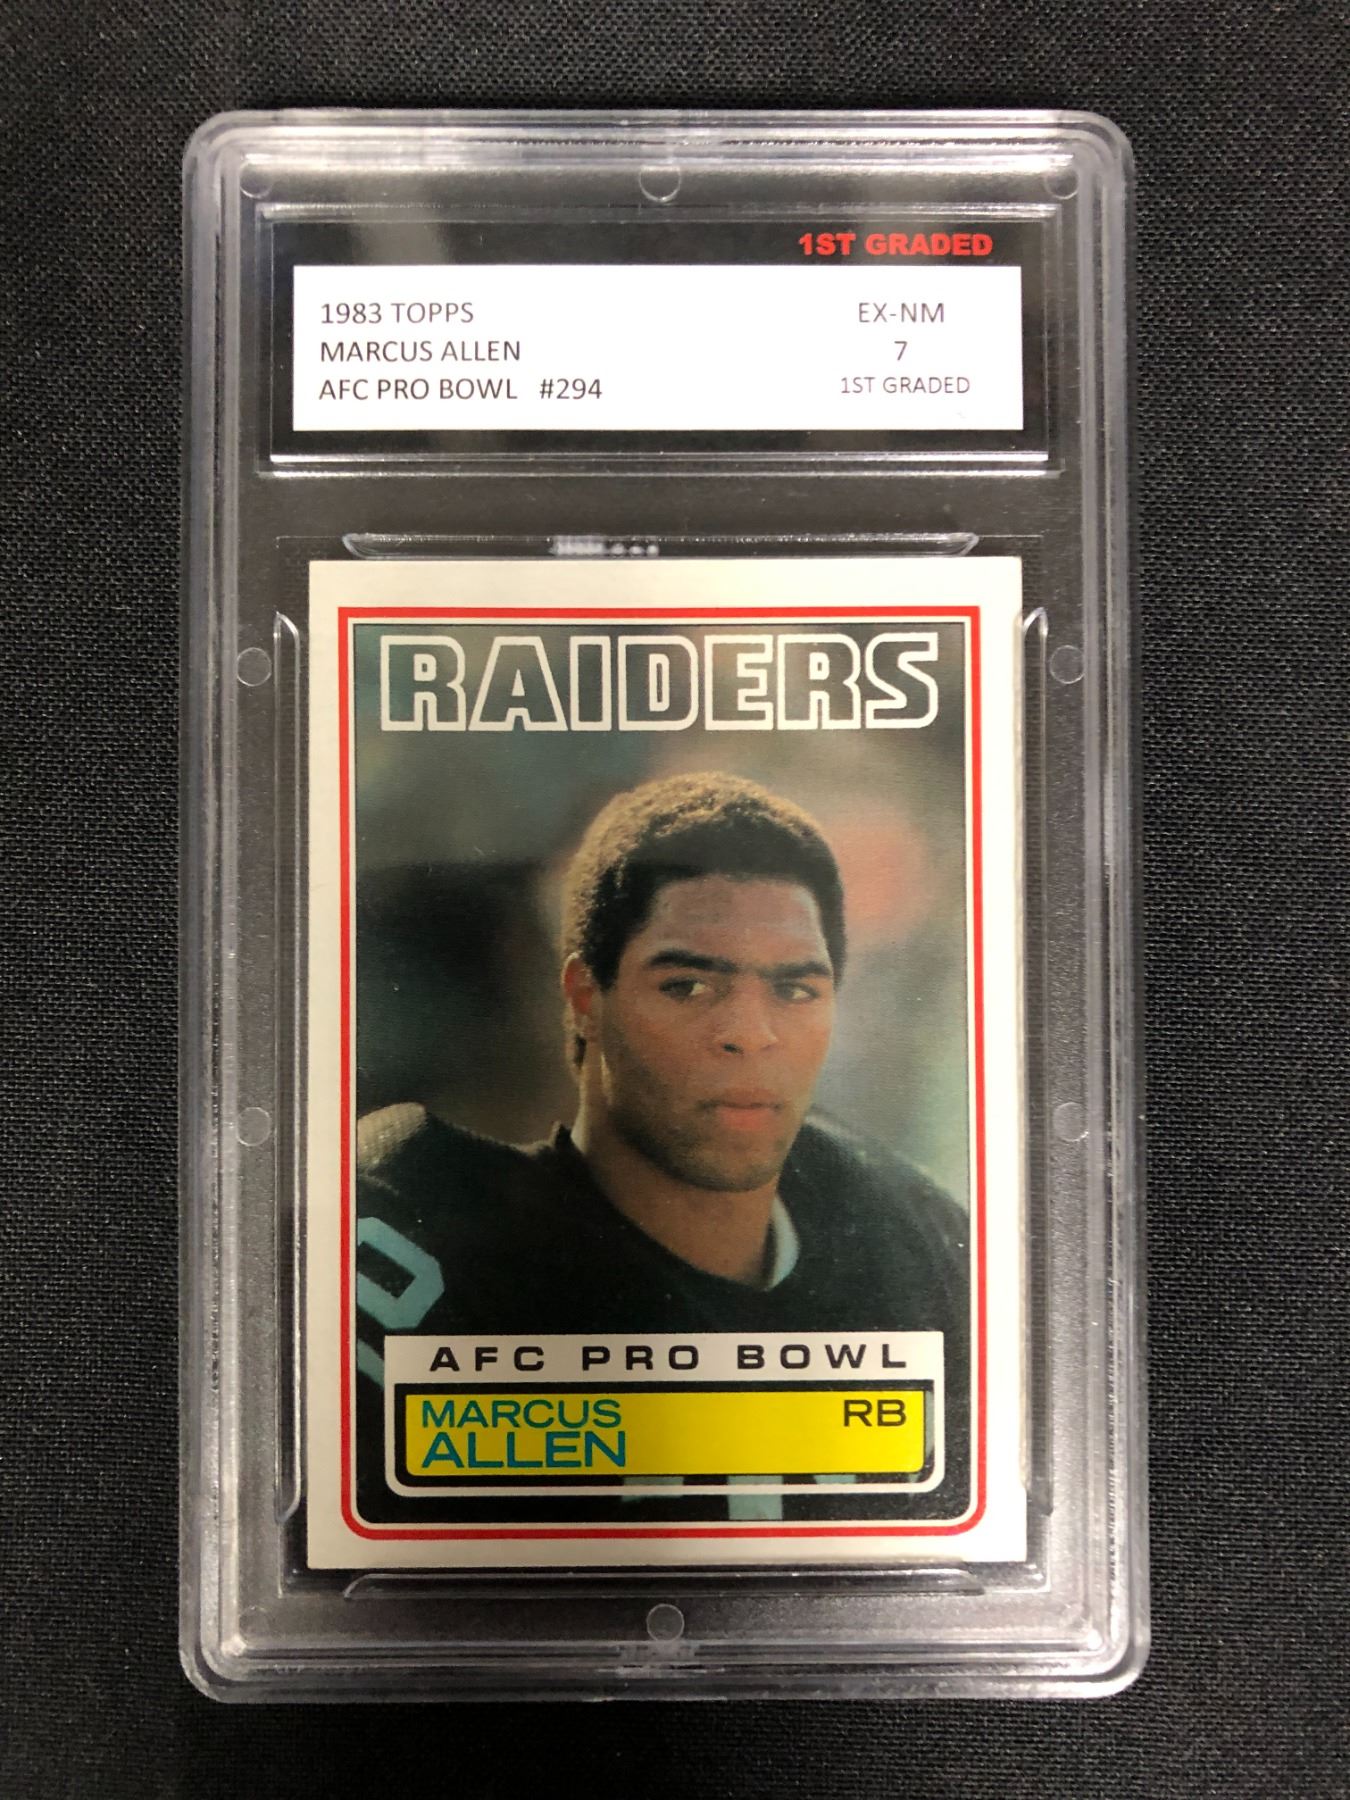 1ST GRADED
1983 TOPPS EX-NM
MARCUS ALLEN 7
AFC PRO BOWL #294 1ST GRADED
RAIDERS
AFC PRO BOWL
MARCUS RB
ALLEN